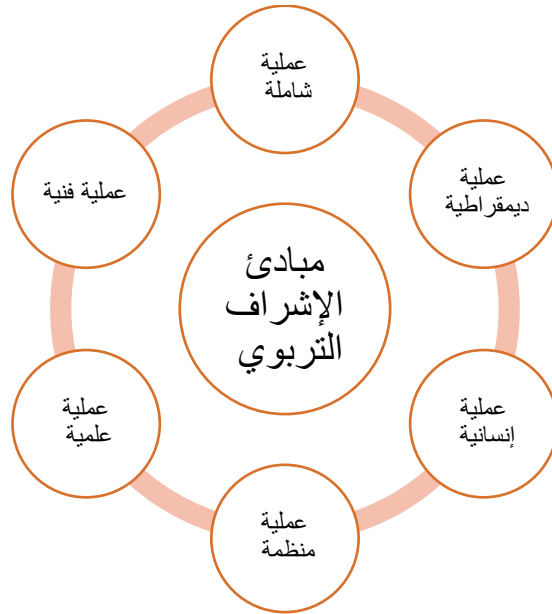 عملية
شاملة
عملية
ديمقراطية
عملية فنية
مبادئ
الإشراف
التربوي
عملية
إنسانية
عملية
علمية
عملية
منظمة